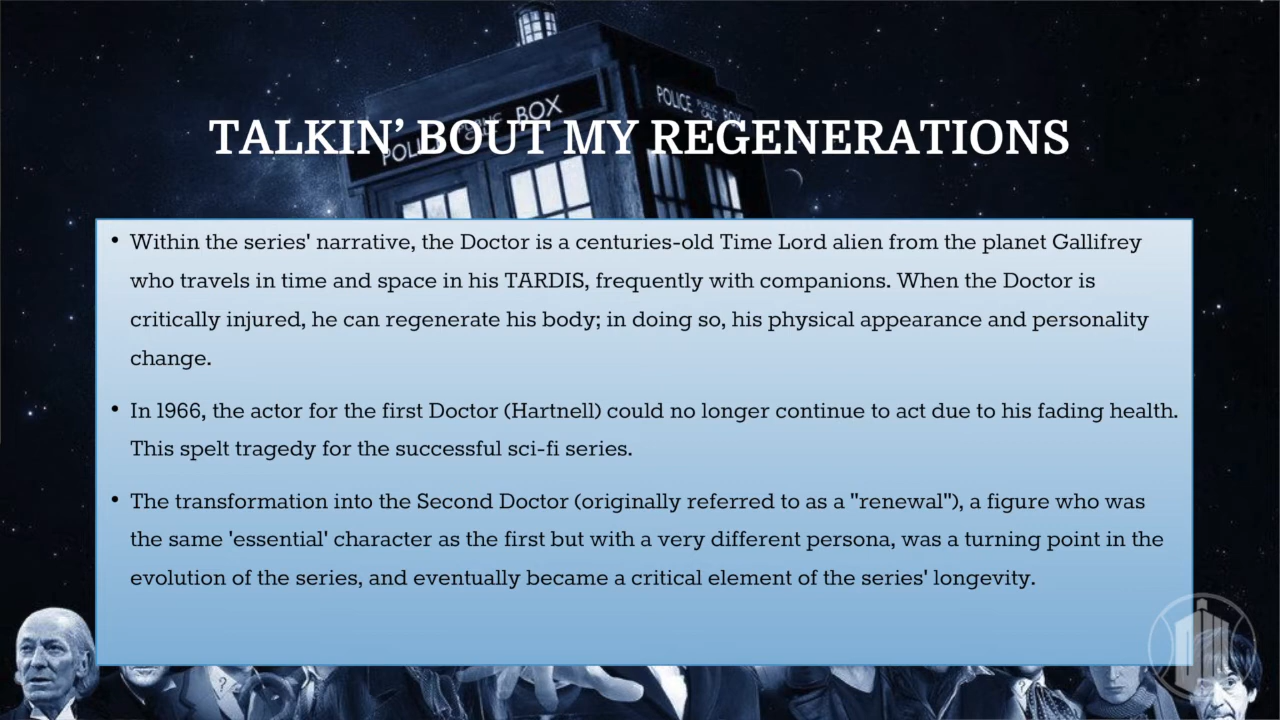 POLICE PUBLIC CALL BOX
POLICE PUBLIC CALL BOX
TALKIN’ BOUT MY REGENERATIONS
• Within the series' narrative, the Doctor is a centuries-old Time Lord alien from the planet Gallifrey
who travels in time and space in his TARDIS, frequently with companions. When the Doctor is
critically injured, he can regenerate his body; in doing so, his physical appearance and personality
change.
• In 1966, the actor for the first Doctor (Hartnell) could no longer continue to act due to his fading health.
This spelt tragedy for the successful sci-fi series.
• The transformation into the Second Doctor (originally referred to as a "renewal"), a figure who was
the same 'essential' character as the first but with a very different persona, was a turning point in the
evolution of the series, and eventually became a critical element of the series' longevity.